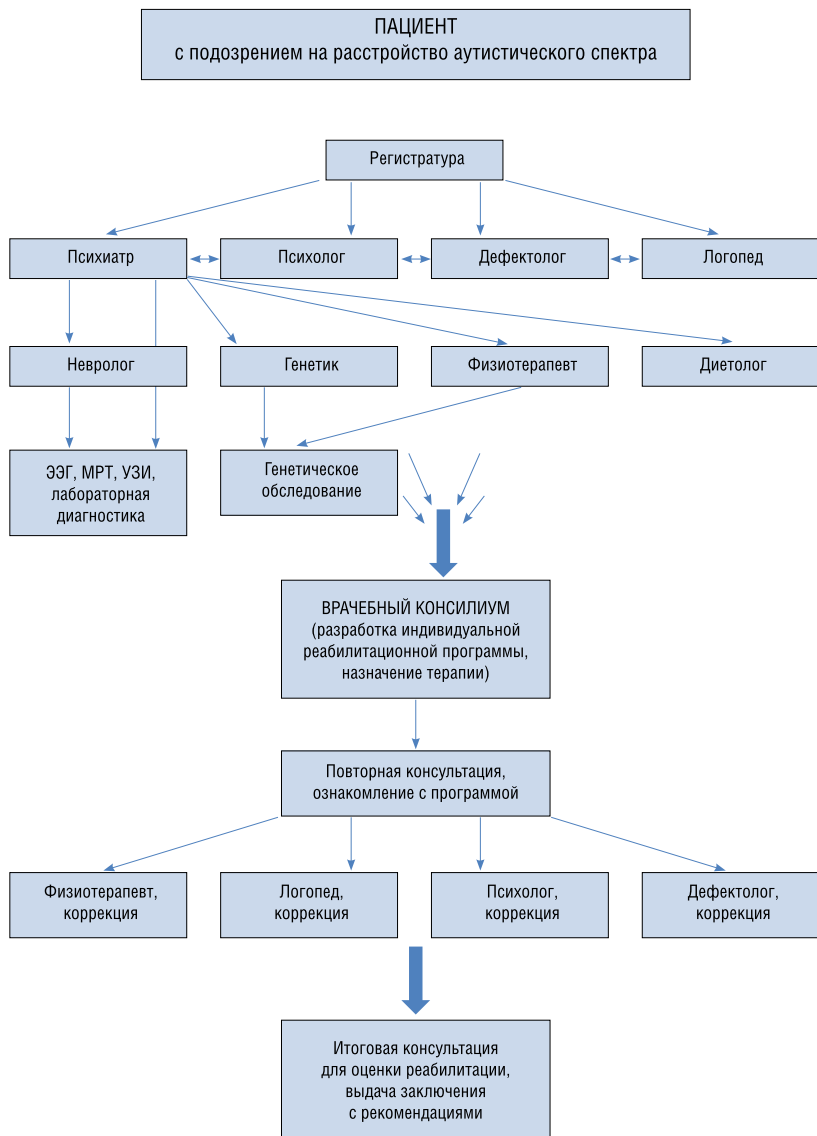 ПАЦИЕНТ
с подозрением на расстройство аутистического спектра
Регистратура
Психиатр
Психолог
Дефектолог
Логопед
Невролог
Генетик
Физиотерапевт
Диетолог
ЭЭГ, МРТ, УЗИ,
лабораторная
диагностика
Генетическое
обследование
ВРАЧЕБНЫЙ КОНСИЛИУМ
(разработка индивидуальной
реабилитационной программы,
назначение терапии)
Повторная консультация,
ознакомление с программой
Физиотерапевт,
коррекция
Логопед,
коррекция
Психолог,
коррекция
Дефектолог,
коррекция
Итоговая консультация
для оценки реабилитации,
выдача заключения
с рекомендациями